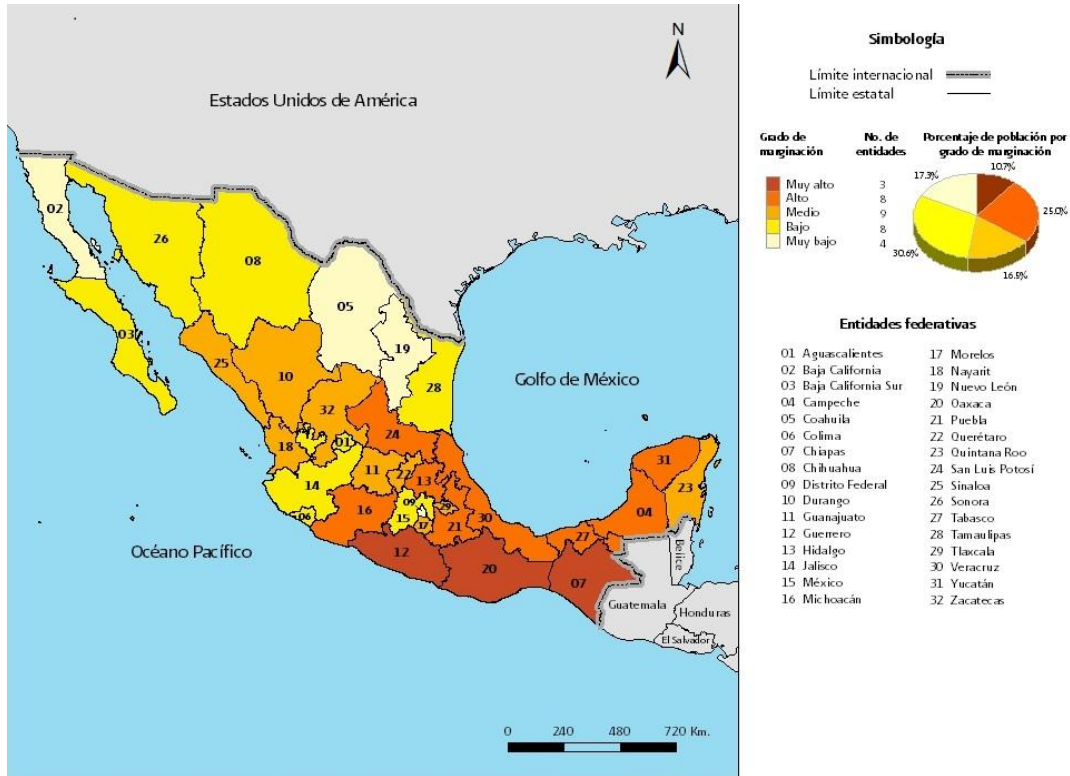 N
Estados Unidos de América
02
26
08
05
03
19
28
25
10
Golfo de México
32
24
18
01
31
14
11
22
13
23
09
29
04
06
16
15
17
21
30
27
Océano Pacífico
12
20
07
Belice
Guatemala
Honduras
El Salvador
0 240 480 720 Km.
Simbología
Límite internacional
Límite estatal
Grado de marginación
No. de entidades
Porcentaje de población por grado de marginación
Muy alto 3
Alto 8
Medio 9
Bajo 8
Muy bajo 4
10.7%
17.3%
25.0%
30.6%
16.5%
Entidades federativas
01 Aguascalientes
02 Baja California
03 Baja California Sur
04 Campeche
05 Coahuila
06 Colima
07 Chiapas
08 Chihuahua
09 Distrito Federal
10 Durango
11 Guanajuato
12 Guerrero
13 Hidalgo
14 Jalisco
15 México
16 Michoacán
17 Morelos
18 Nayarit
19 Nuevo León
20 Oaxaca
21 Puebla
22 Querétaro
23 Quintana Roo
24 San Luis Potosí
25 Sinaloa
26 Sonora
27 Tabasco
28 Tamaulipas
29 Tlaxcala
30 Veracruz
31 Yucatán
32 Zacatecas